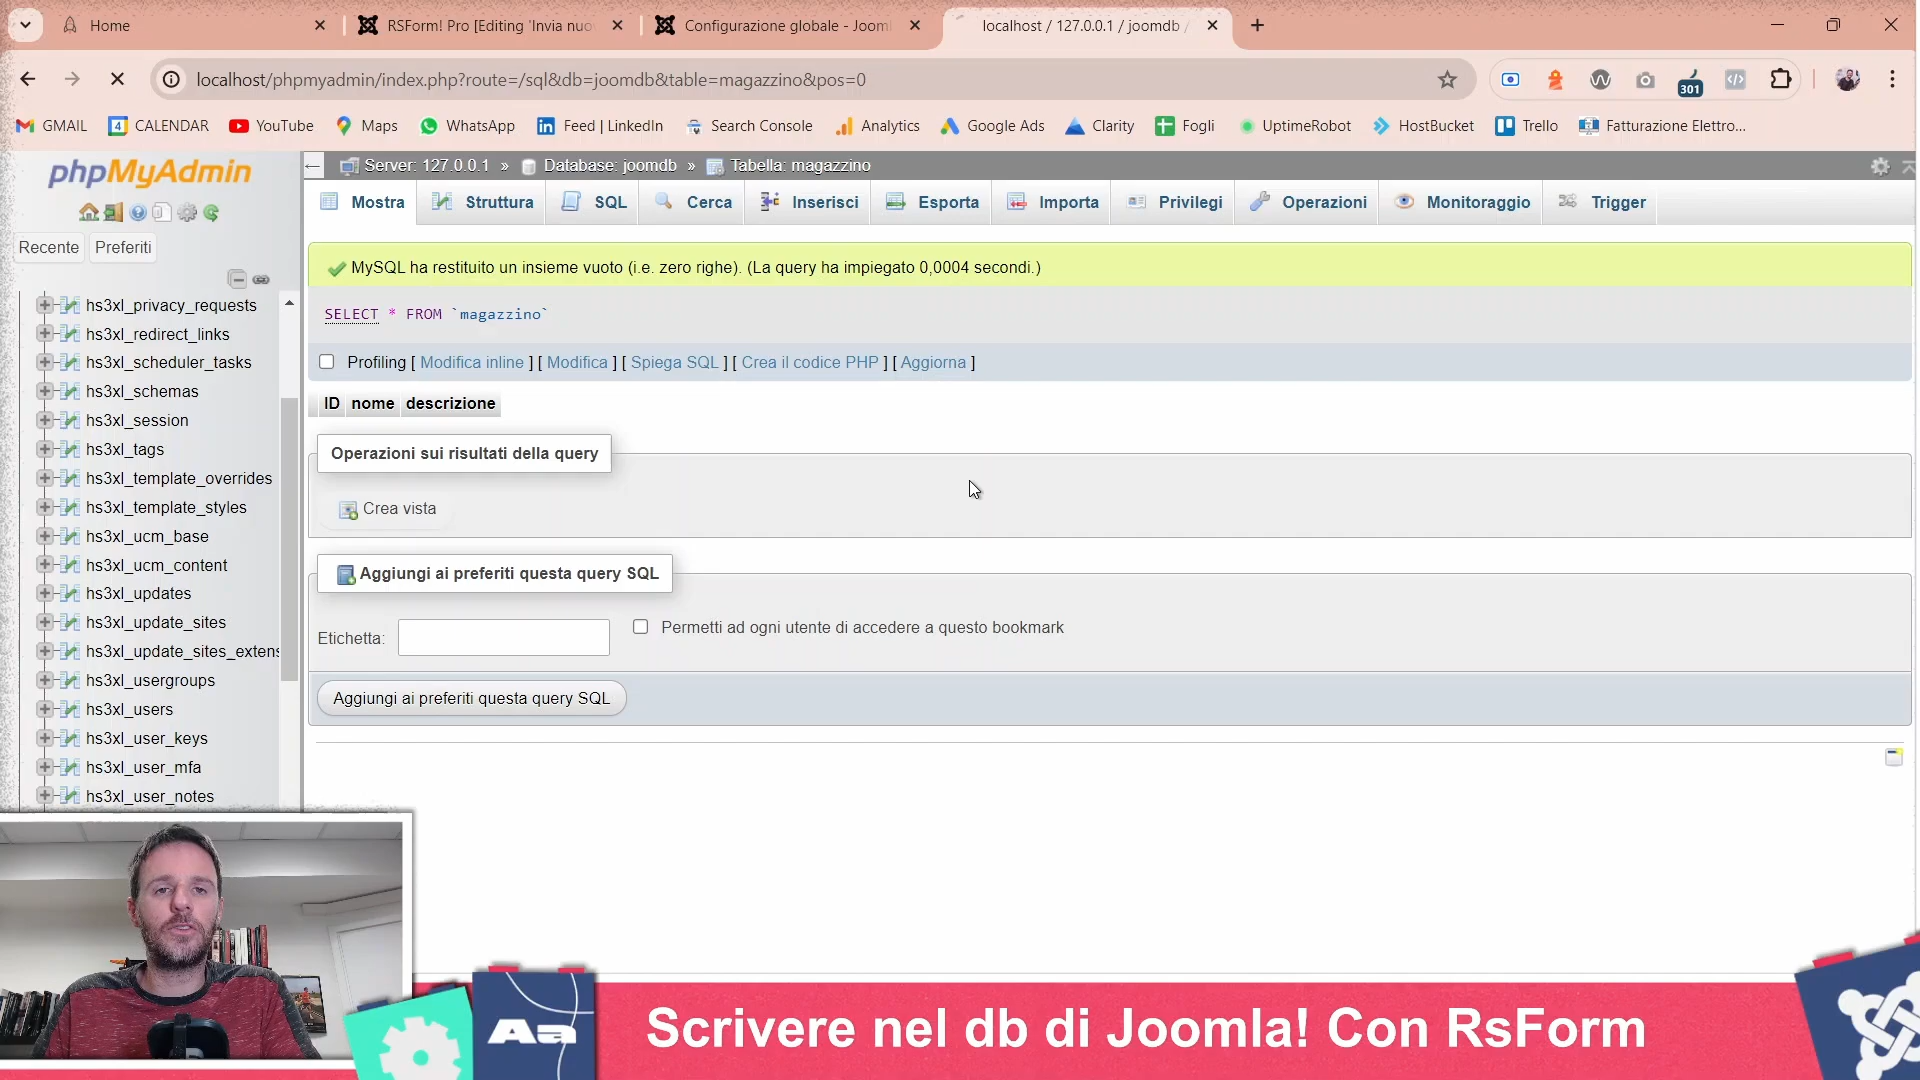 Home
RSForm! Pro [Editing 'Invia nuo
Configurazione globale - Jooml
localhost / 127.0.0.1 / joomdb /
localhost/phpmyadmin/index.php?route=/sql&db=joomdb&table=magazzino&pos=0
301
GMAIL
4 CALENDAR
YouTube
Maps
WhatsApp
Feed | LinkedIn
Search Console
Analytics
Google Ads
Clarity
Fogli
UptimeRobot
HostBucket
Trello
Fatturazione Elettro...
phpMyAdmin
Server: 127.0.0.1 » Database: joomdb » Tabella: magazzino
Mostra
Struttura
SQL
Cerca
Inserisci
Esporta
Importa
Privilegi
Operazioni
Monitoraggio
Trigger
Recente
Preferiti
hs3xl_privacy_requests
hs3xl_redirect_links
hs3xl_scheduler_tasks
hs3xl_schemas
hs3xl_session
hs3xl_tags
hs3xl_template_overrides
hs3xl_template_styles
hs3xl_ucm_base
hs3xl_ucm_content
hs3xl_updates
hs3xl_update_sites
hs3xl_update_sites_extens
hs3xl_usergroups
hs3xl_users
hs3xl_user_keys
hs3xl_user_mfa
hs3xl_user_notes
MySQL ha restituito un insieme vuoto (i.e. zero righe). (La query ha impiegato 0,0004 secondi.)
SELECT * FROM `magazzino`
Profiling [ Modifica inline ] [ Modifica ] [ Spiega SQL ] [ Crea il codice PHP ] [ Aggiorna ]
ID nome descrizione
Operazioni sui risultati della query
Crea vista
Aggiungi ai preferiti questa query SQL
Etichetta:
Permetti ad ogni utente di accedere a questo bookmark
Aggiungi ai preferiti questa query SQL
Aa
Scrivere nel db di Joomla! Con RsForm